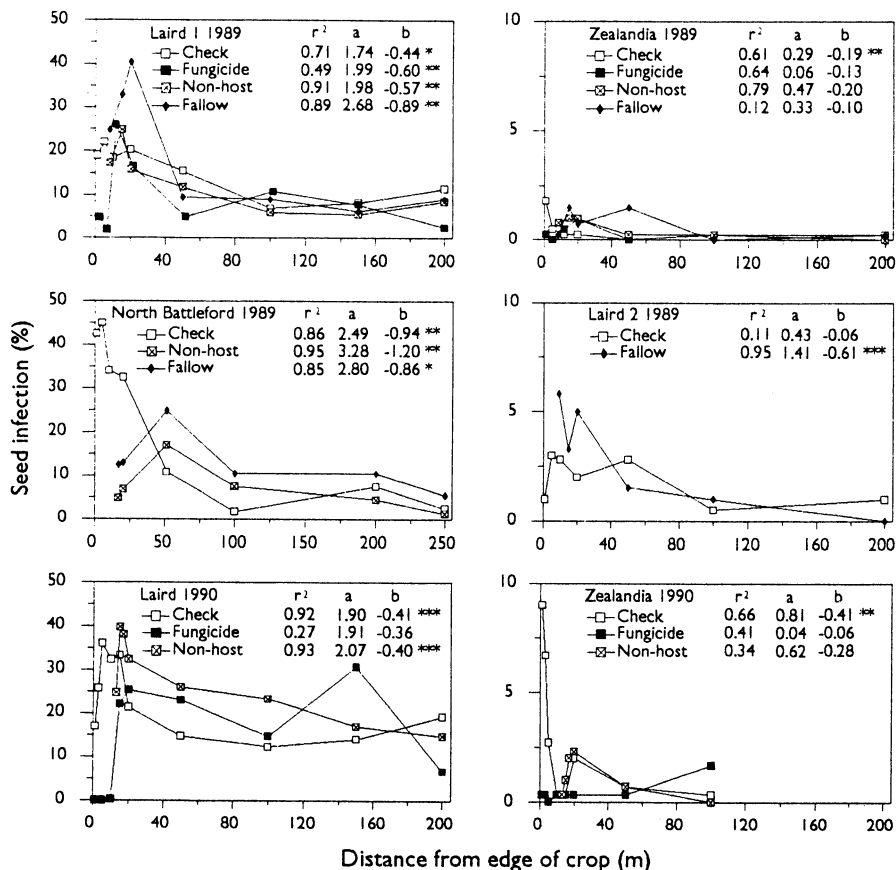 Laird 1 1989 r² a b
Check 0.71 1.74 -0.44 *
Fungicide 0.49 1.99 -0.60 **
Non-host 0.91 1.98 -0.57 **
Fallow 0.89 2.68 -0.89 **
50
40
30
20
10
0
0 40 80 120 160 200
Zealandia 1989 r² a b
Check 0.61 0.29 -0.19 **
Fungicide 0.64 0.06 -0.13
Non-host 0.79 0.47 -0.20
Fallow 0.12 0.33 -0.10
10
5
0
0 40 80 120 160 200
Seed infection (%)
North Battleford 1989 r² a b
Check 0.86 2.49 -0.94 **
Non-host 0.95 3.28 -1.20 **
Fallow 0.85 2.80 -0.86 *
50
40
30
20
10
0
0 50 100 150 200 250
Laird 2 1989 r² a b
Check 0.11 0.43 -0.06
Fallow 0.95 1.41 -0.61 ***
10
5
0
0 40 80 120 160 200
Laird 1990 r² a b
Check 0.92 1.90 -0.41 ***
Fungicide 0.27 1.91 -0.36
Non-host 0.93 2.07 -0.40 ***
50
40
30
20
10
0
0 40 80 120 160 200
Zealandia 1990 r² a b
Check 0.66 0.81 -0.41 **
Fungicide 0.41 0.04 -0.06
Non-host 0.34 0.62 -0.28
10
5
0
0 40 80 120 160 200
Distance from edge of crop (m)